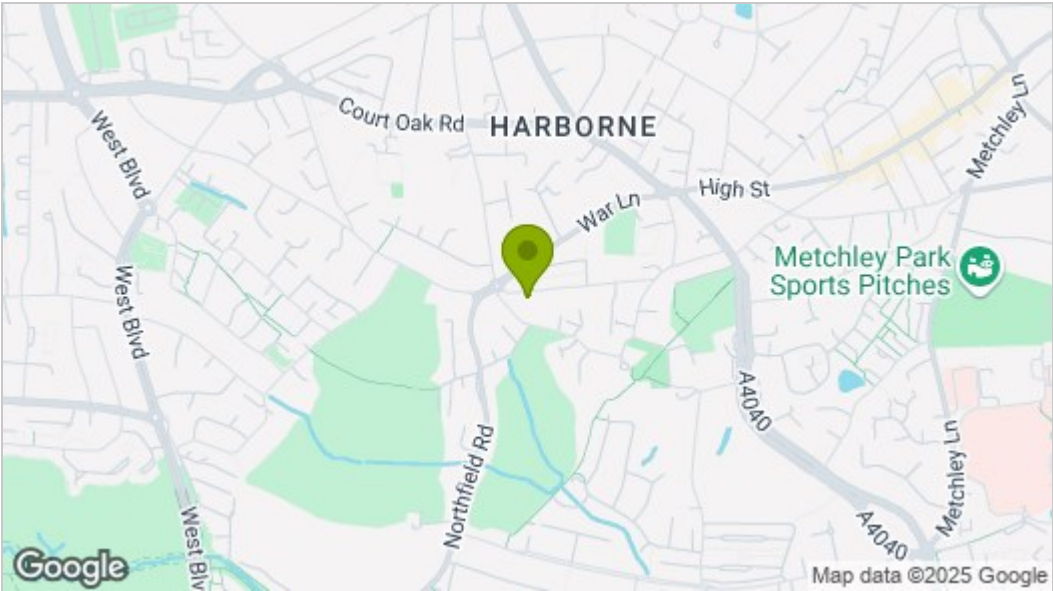 Court Oak Rd
HARBORNE
West Blvd
High St
Metchley Ln
War Ln
Metchley Park
Sports Pitches
West Blvd
A4040
Northfield Rd
Metchley Ln
West Blv
A4040
Google
Map data ©2025 Google